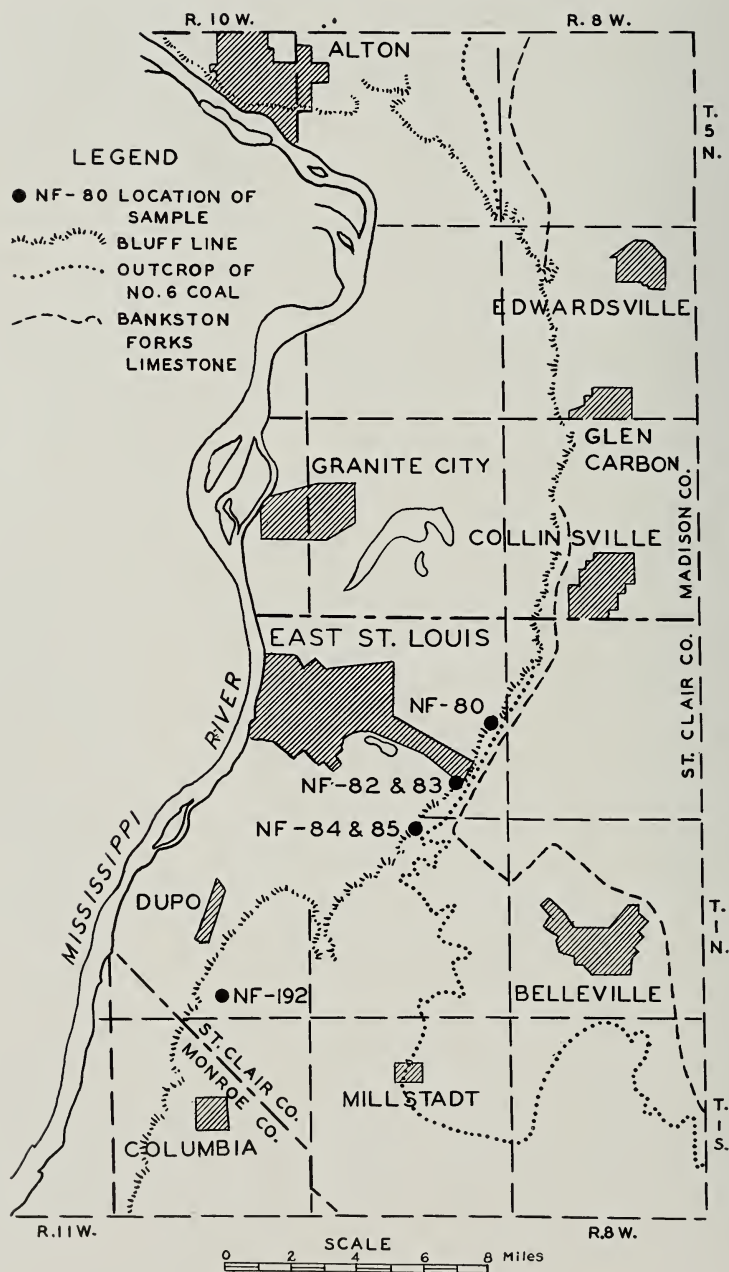 R. 10 W.
R. 8 W.
ALTON
T.
5
N.
LEGEND
NF-80 LOCATION OF
SAMPLE
BLUFF LINE
OUTCROP OF
NO. 6 COAL
BANKSTON
FORKS
LIMESTONE
EDWARDSVILLE
GLEN
CARBON
GRANITE CITY
COLLINSVILLE
MADISON CO.
ST. CLAIR CO.
EAST ST. LOUIS
NF-80
NF-82 & 83
NF-84 & 85
MISSISSIPPI
RIVER
DUPO
T.
1
N.
NF-192
BELLEVILLE
ST. CLAIR CO.
MONROE CO.
MILLSTADT
COLUMBIA
T.
1
S.
R. 11 W.
R. 8 W.
SCALE
0 2 4 6 8 Miles